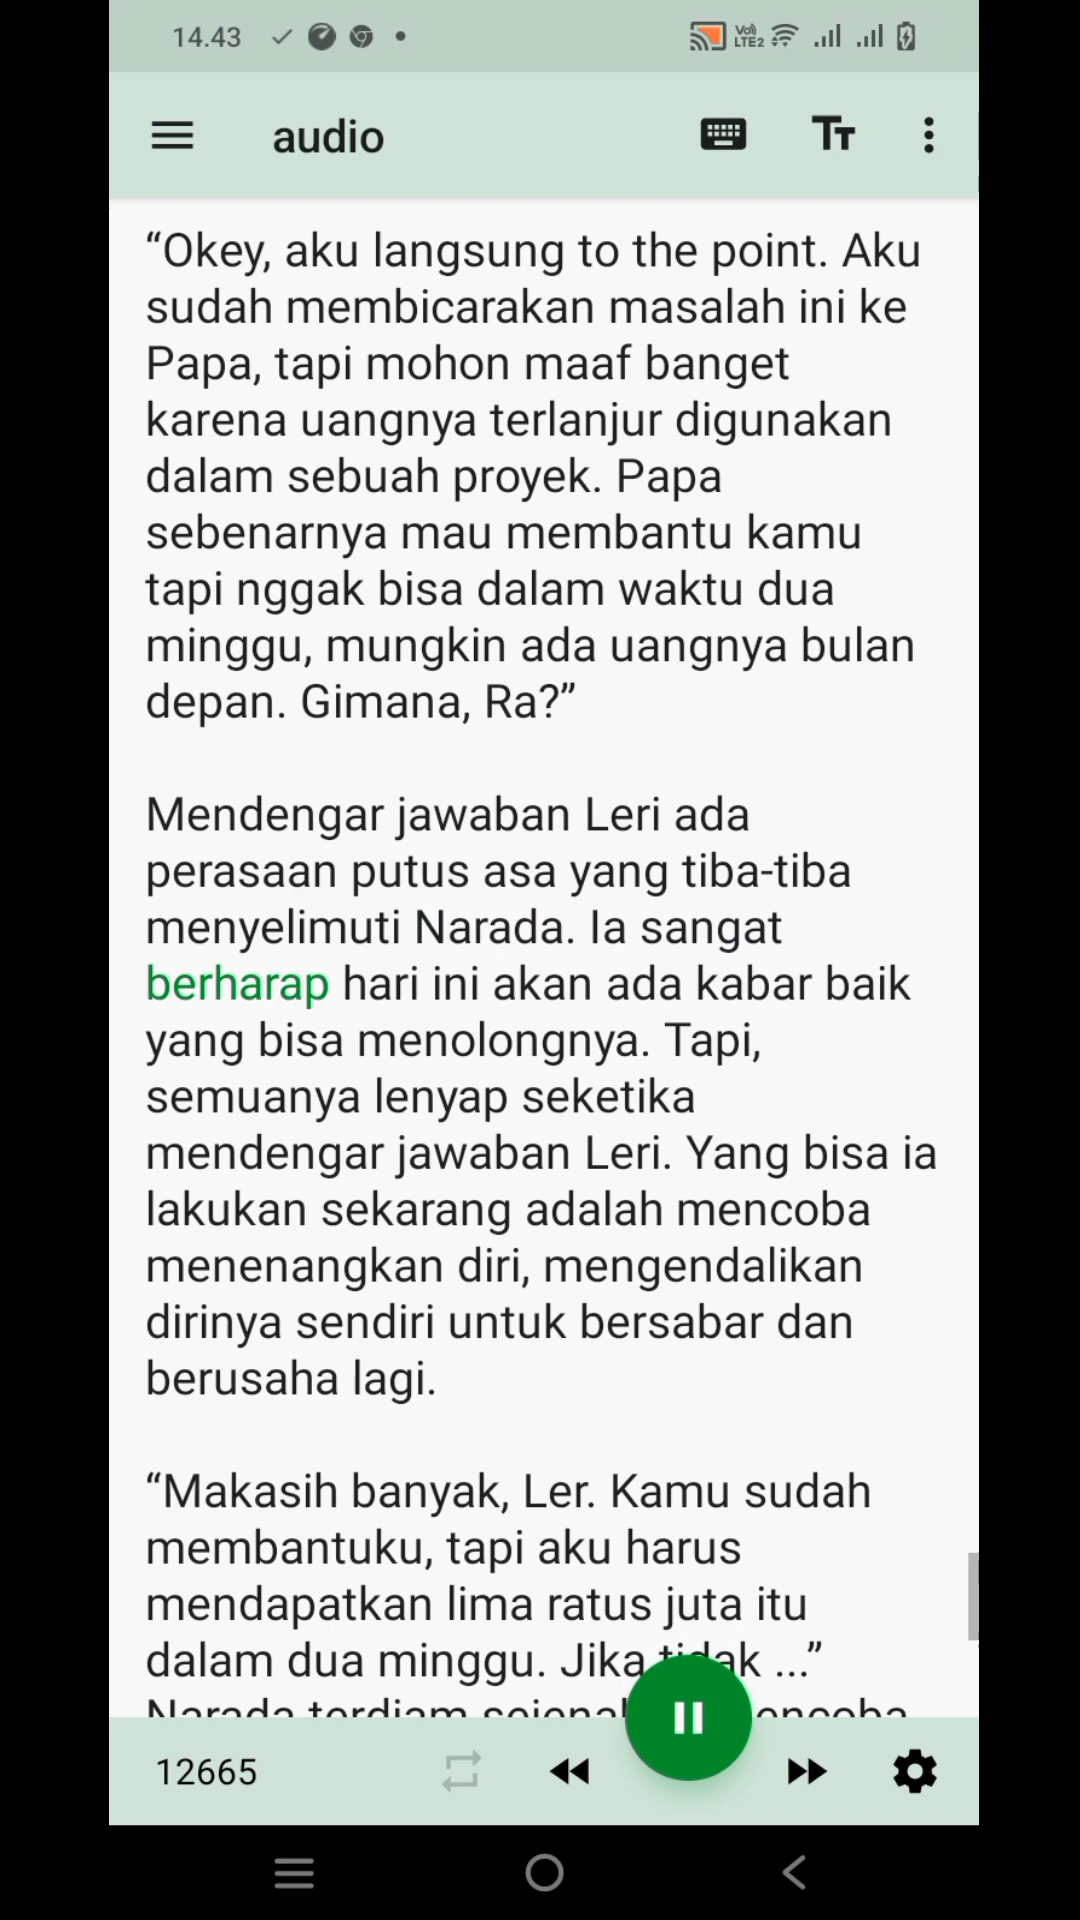 14.43
Vo)
LTE2
audio
“Okey, aku langsung to the point. Aku
sudah membicarakan masalah ini ke
Papa, tapi mohon maaf banget
karena uangnya terlanjur digunakan
dalam sebuah proyek. Papa
sebenarnya mau membantu kamu
tapi nggak bisa dalam waktu dua
minggu, mungkin ada uangnya bulan
depan. Gimana, Ra?”
Mendengar jawaban Leri ada
perasaan putus asa yang tiba-tiba
menyelimuti Narada. Ia sangat
berharap hari ini akan ada kabar baik
yang bisa menolongnya. Tapi,
semuanya lenyap seketika
mendengar jawaban Leri. Yang bisa ia
lakukan sekarang adalah mencoba
menenangkan diri, mengendalikan
dirinya sendiri untuk bersabar dan
berusaha lagi.
“Makasih banyak, Ler. Kamu sudah
membantuku, tapi aku harus
mendapatkan lima ratus juta itu
dalam dua minggu. Jika tidak ...”
Narada terdiam
12665